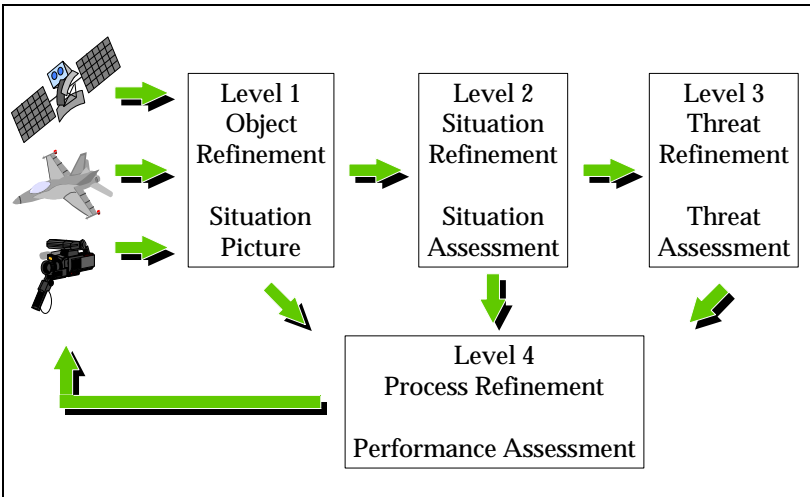 Level 1
Object
Refinement
Situation
Picture
Level 2
Situation
Refinement
Situation
Assessment
Level 3
Threat
Refinement
Threat
Assessment
Level 4
Process Refinement
Performance Assessment